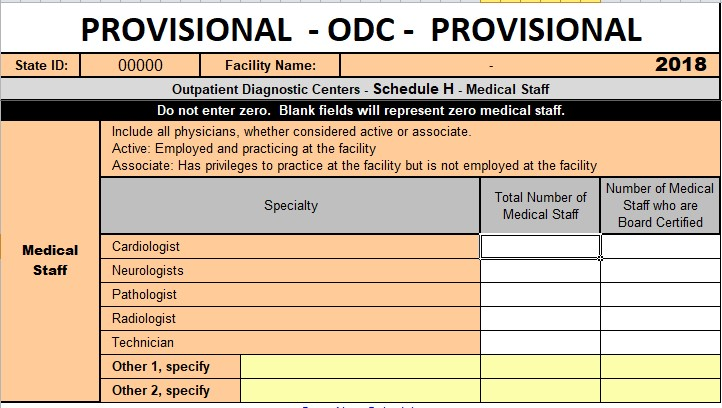 PROVISIONAL - ODC - PROVISIONAL
State ID: 00000 Facility Name: - 2018
Outpatient Diagnostic Centers - Schedule H - Medical Staff
Do not enter zero. Blank fields will represent zero medical staff.
Include all physicians, whether considered active or associate.
Active: Employed and practicing at the facility
Associate: Has privileges to practice at the facility but is not employed at the facility
Specialty
Total Number of
Medical Staff
Number of Medical
Staff who are
Board Certified
Medical
Staff
Cardiologist
Neurologists
Pathologist
Radiologist
Technician
Other 1, specify
Other 2, specify